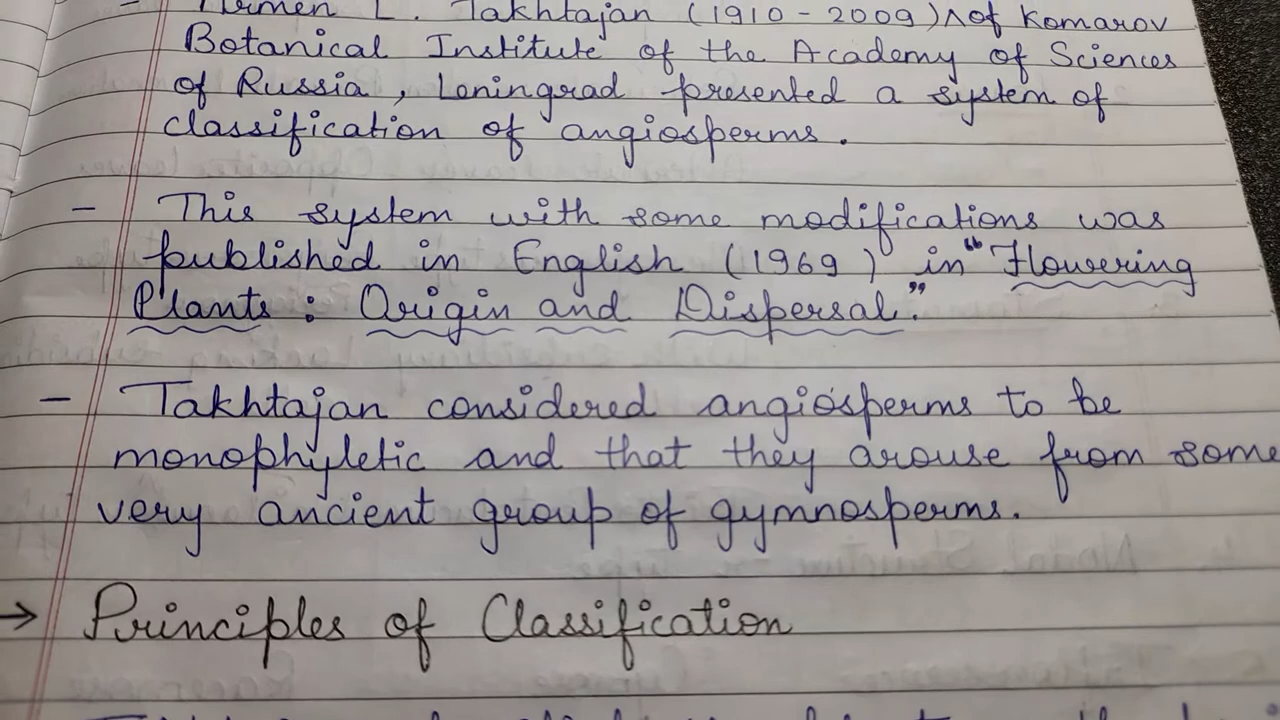 - Armen L. Takhtajan (1910 - 2009) ^ of Komarov
Botanical Institute of the Academy of Sciences
of Russia, Leningrad presented a system of
classification of angiosperms.
- This system with some modifications was
published in English (1969) in "Flowering
Plants : Origin and Dispersal."
- Takhtajan considered angiosperms to be
monophyletic and that they arouse from some
very ancient group of gymnosperms.
→ Principles of Classification